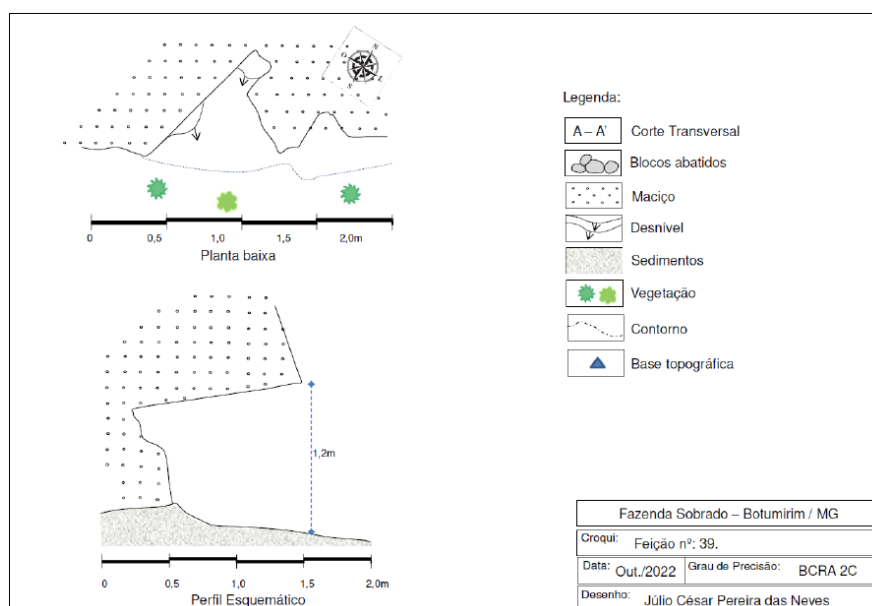 N
O
L
S
0 0,5 1,0 1,5 2,0m
Planta baixa
1,2m
0 0,5 1,0 1,5 2,0m
Perfil Esquemático
Legenda:
A – A' Corte Transversal
Blocos abatidos
Maciço
Desnível
Sedimentos
Vegetação
Contorno
Base topográfica
Fazenda Sobrado – Botumirim / MG
Croqui: Feição nº: 39.
Data: Out./2022 Grau de Precisão: BCRA 2C
Desenho: Júlio César Pereira das Neves